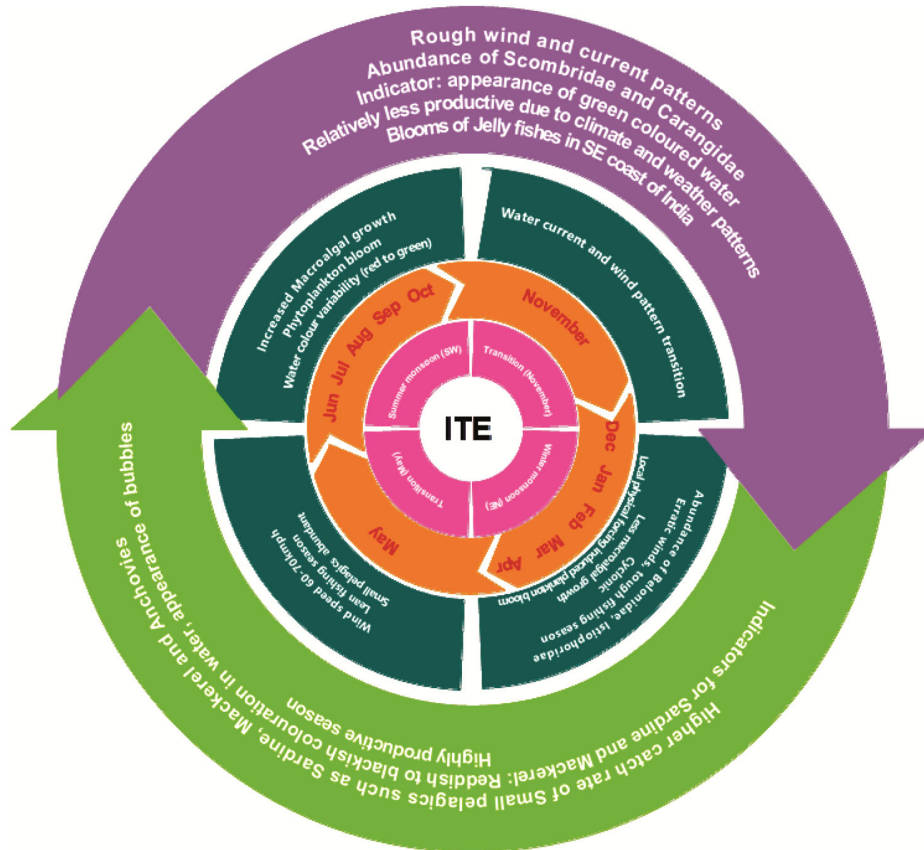 Rough wind and current patterns
Abundance of Scombridae and Carangidae
Indicator: appearance of green coloured water
Relatively less productive due to climate and weather patterns
Blooms of Jelly fishes in SE coast of India
Increased Macroalgal growth
Phytoplankton bloom
Water colour variability (red to green)
Water current and wind pattern transition
Jun Jul Aug Sep Oct
November
Summer monsoon (SW)
Transition (November)
ITE
Transition (May)
Winter monsoon (NE)
May
Dec Jan Feb Mar Apr
Wind speed 60-70kmph
Lean fishing season
Small pelagics abundant
Abundance of Belonidae, Istiophoridae
Erratic winds, tough fishing season
Cyclonic
Less macroalgal growth
Local physical forcing induced plankton bloom
Higher catch rate of Small pelagics such as Sardine, Mackerel and Anchovies
Indicators for Sardine and Mackerel: Reddish to blackish colouration in water, appearance of bubbles
Highly productive season